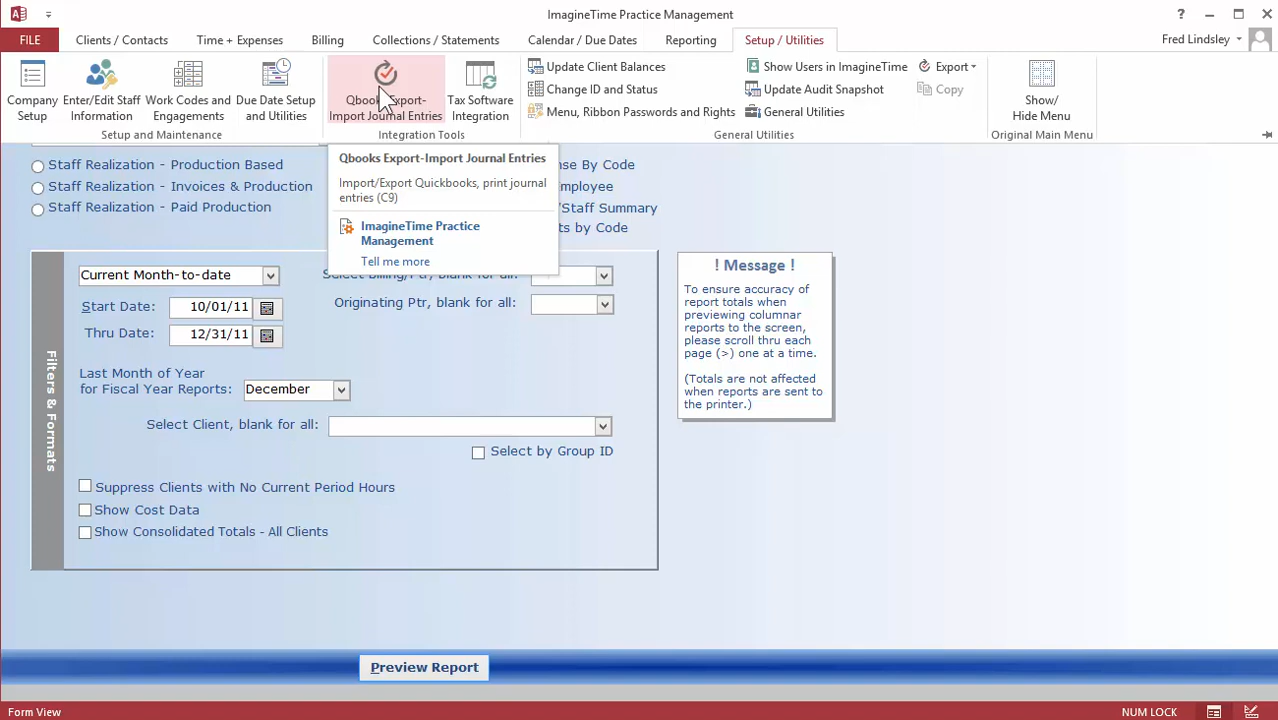 ImagineTime Practice Management
?
FILE
Clients / Contacts
Time + Expenses
Billing
Collections / Statements
Calendar / Due Dates
Reporting
Setup / Utilities
Fred Lindsley
Company
Setup
Enter/Edit Staff
Information
Work Codes and
Engagements
Due Date Setup
and Utilities
Setup and Maintenance
Import Journal Entries
Tax Software
Integration
Integration Tools
Update Client Balances
Change ID and Status
Menu, Ribbon Passwords and Rights
Show Users in ImagineTime
Update Audit Snapshot
General Utilities
Export
Copy
General Utilities
Show/
Hide Menu
Original Main Menu
Qbooks Export-Import Journal Entries
Import/Export Quickbooks, print journal
entries (C9)
ImagineTime Practice
Management
Tell me more
Staff Realization - Production Based
Staff Realization - Invoices & Production
Staff Realization - Paid Production
By Code
/Staff Summary
by Code
Filters & Formats
Current Month-to-date
Start Date: 10/01/11
Thru Date: 12/31/11
blank for all:
Originating Ptr, blank for all:
Last Month of Year
for Fiscal Year Reports: December
Select Client, blank for all:
Select by Group ID
Suppress Clients with No Current Period Hours
Show Cost Data
Show Consolidated Totals - All Clients
! Message !
To ensure accuracy of
report totals when
previewing columnar
reports to the screen,
please scroll thru each
page (>) one at a time.
(Totals are not affected
when reports are sent to
the printer.)
Preview Report
Form View
NUM LOCK